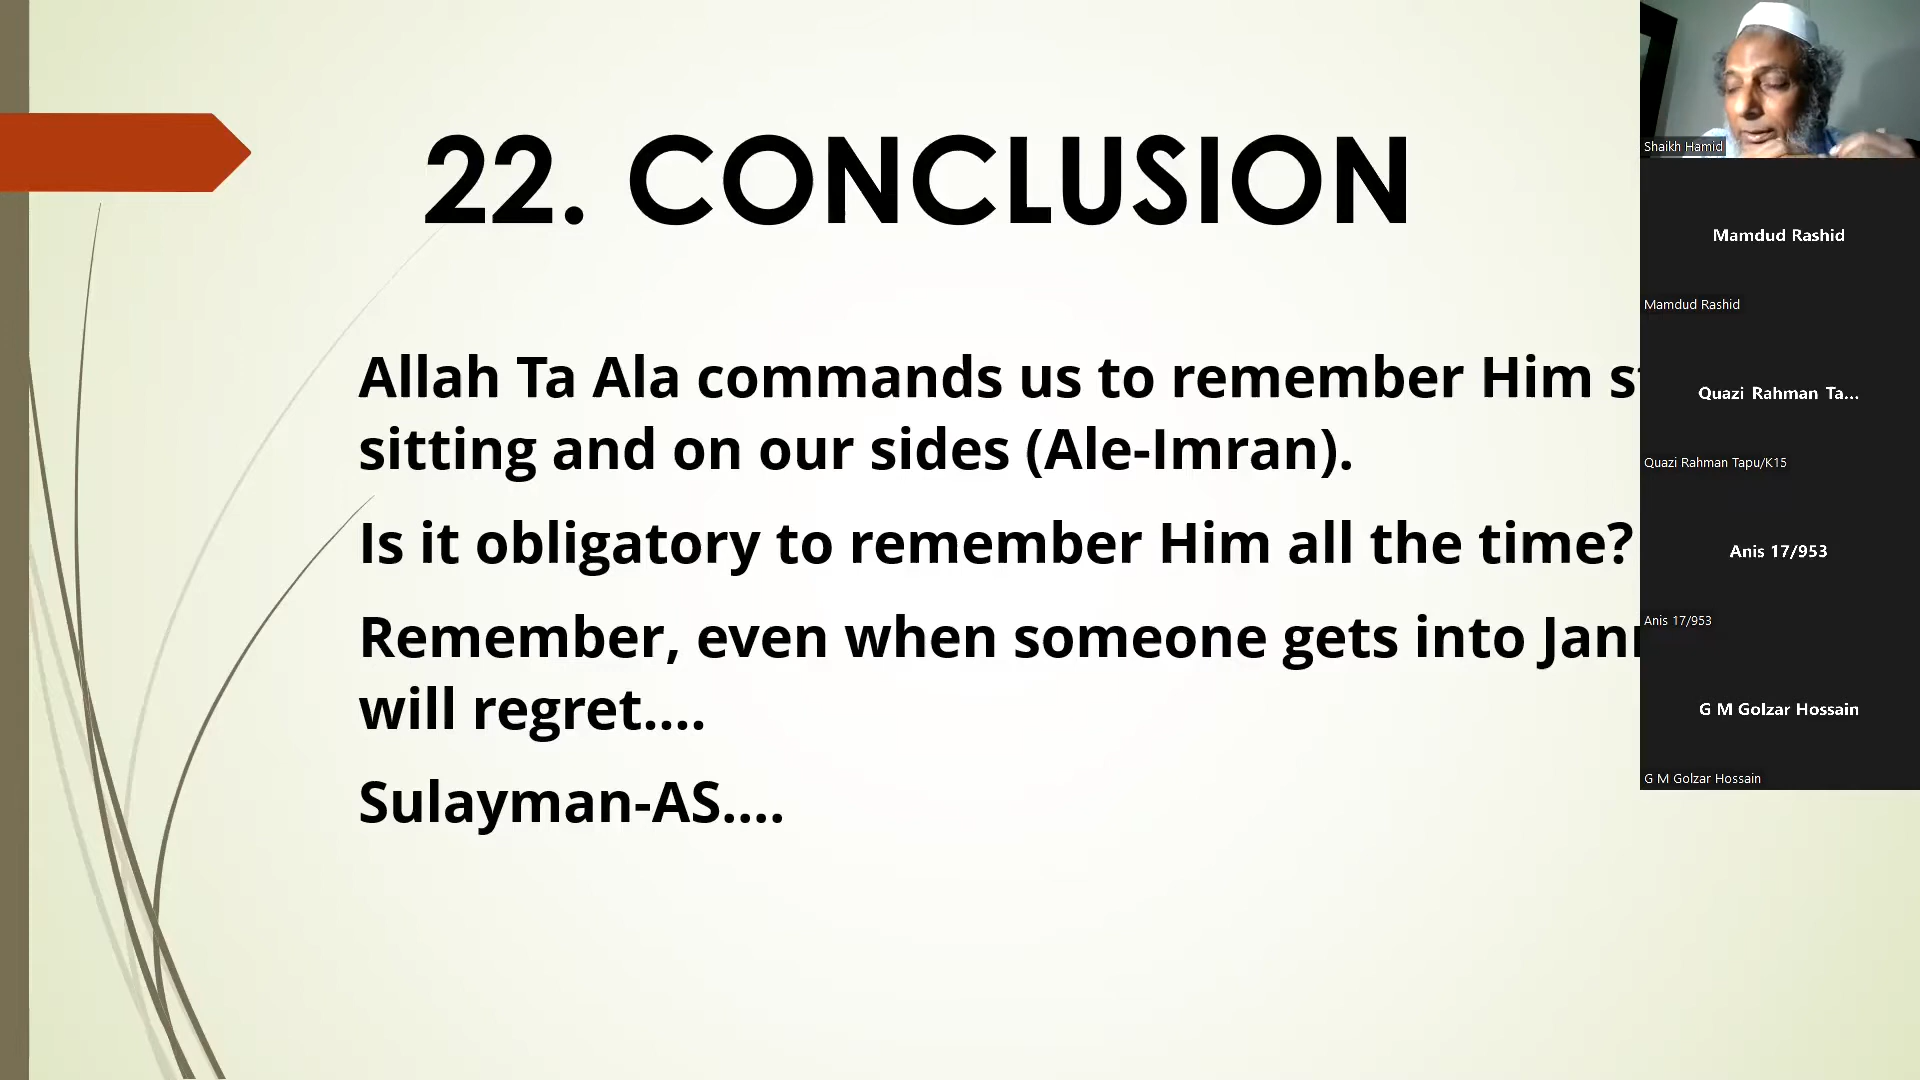 22. CONCLUSION
Allah Ta Ala commands us to remember Him
sitting and on our sides (Ale-Imran).
Is it obligatory to remember Him all the time?
Remember, even when someone gets into
will regret....
Sulayman-AS....
Shaikh Hamid
Mamdud Rashid
Mamdud Rashid
Quazi Rahman Ta...
Quazi Rahman Tapu/K15
Anis 17/953
Anis 17/953
G M Golzar Hossain
G M Golzar Hossain